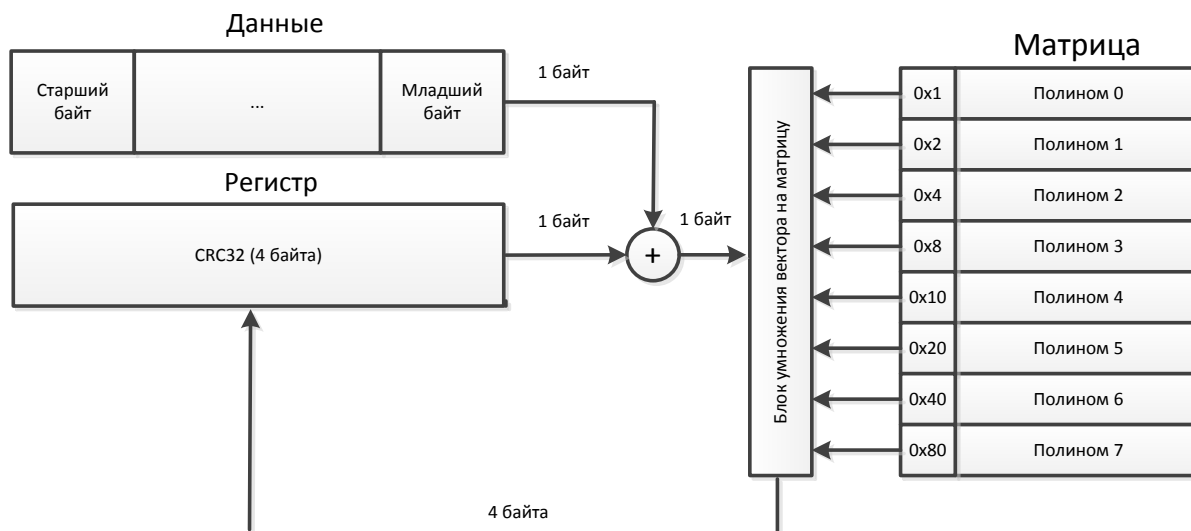 Данные
Матрица
1 байт
Старший
байт
...
Младший
байт
Регистр
CRC32 (4 байта)
1 байт
+
1 байт
Блок умножения вектора на матрицу
0x1 Полином 0
0x2 Полином 1
0x4 Полином 2
0x8 Полином 3
0x10 Полином 4
0x20 Полином 5
0x40 Полином 6
0x80 Полином 7
4 байта